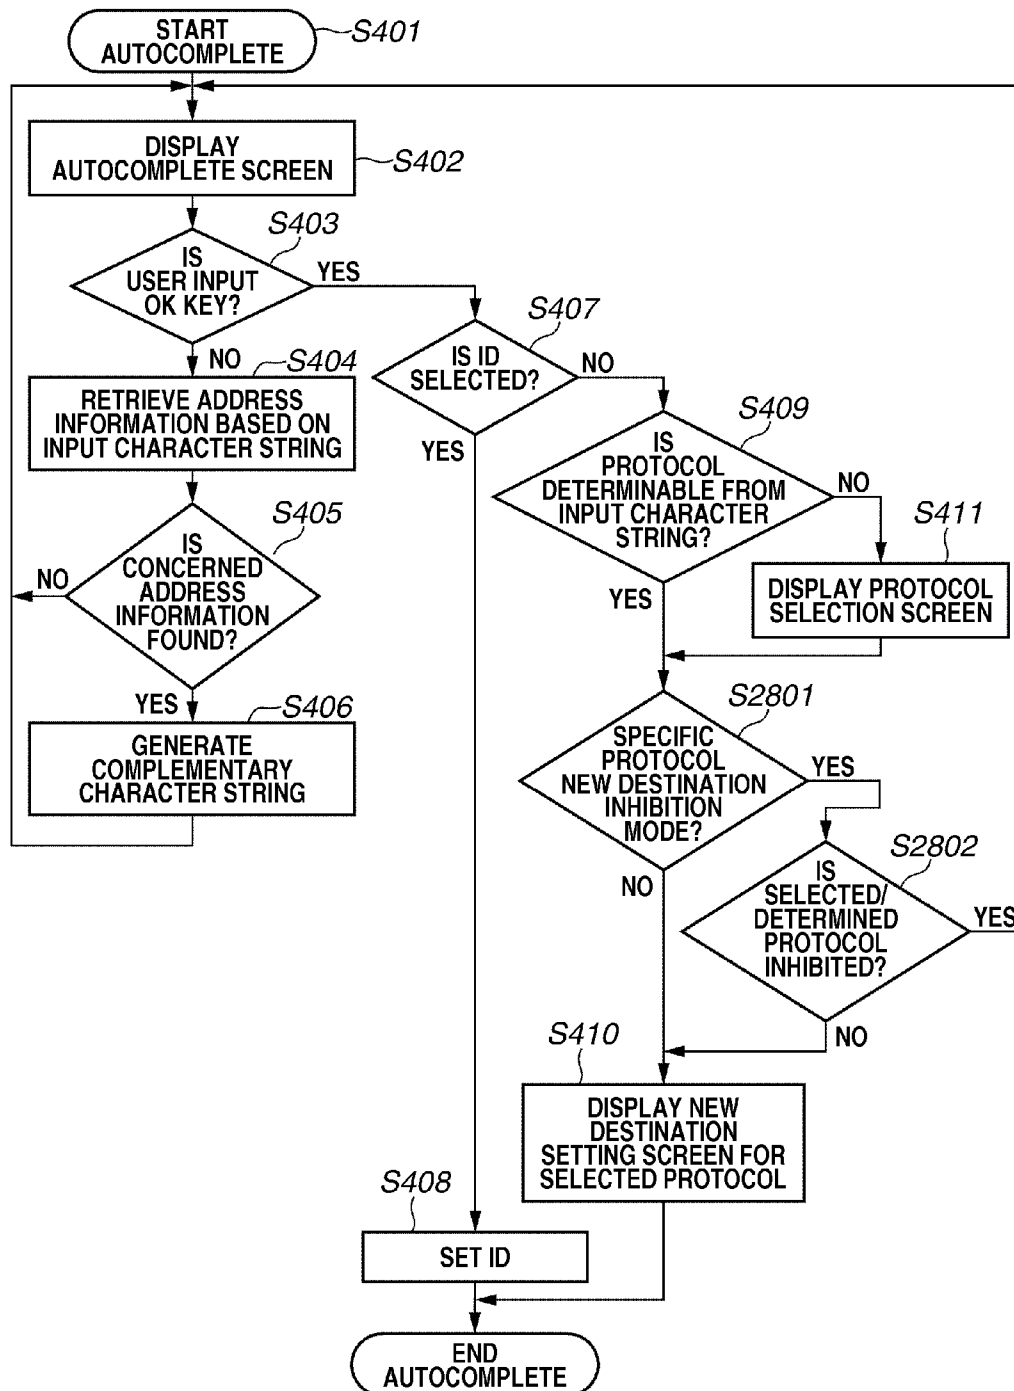 START
AUTOCOMPLETE
S401
DISPLAY
AUTOCOMPLETE SCREEN
S402
S403
IS
USER INPUT
OK KEY?
YES
NO
S404
RETRIEVE ADDRESS
INFORMATION BASED ON
INPUT CHARACTER STRING
S405
IS
CONCERNED
ADDRESS
INFORMATION
FOUND?
NO
YES
S406
GENERATE
COMPLEMENTARY
CHARACTER STRING
S407
IS ID
SELECTED?
NO
YES
S409
IS
PROTOCOL
DETERMINABLE FROM
INPUT CHARACTER
STRING?
NO
YES
S411
DISPLAY PROTOCOL
SELECTION SCREEN
S2801
SPECIFIC
PROTOCOL
NEW DESTINATION
INHIBITION
MODE?
YES
NO
S2802
IS
SELECTED/
DETERMINED
PROTOCOL
INHIBITED?
YES
NO
S410
DISPLAY NEW
DESTINATION
SETTING SCREEN FOR
SELECTED PROTOCOL
S408
SET ID
END
AUTOCOMPLETE